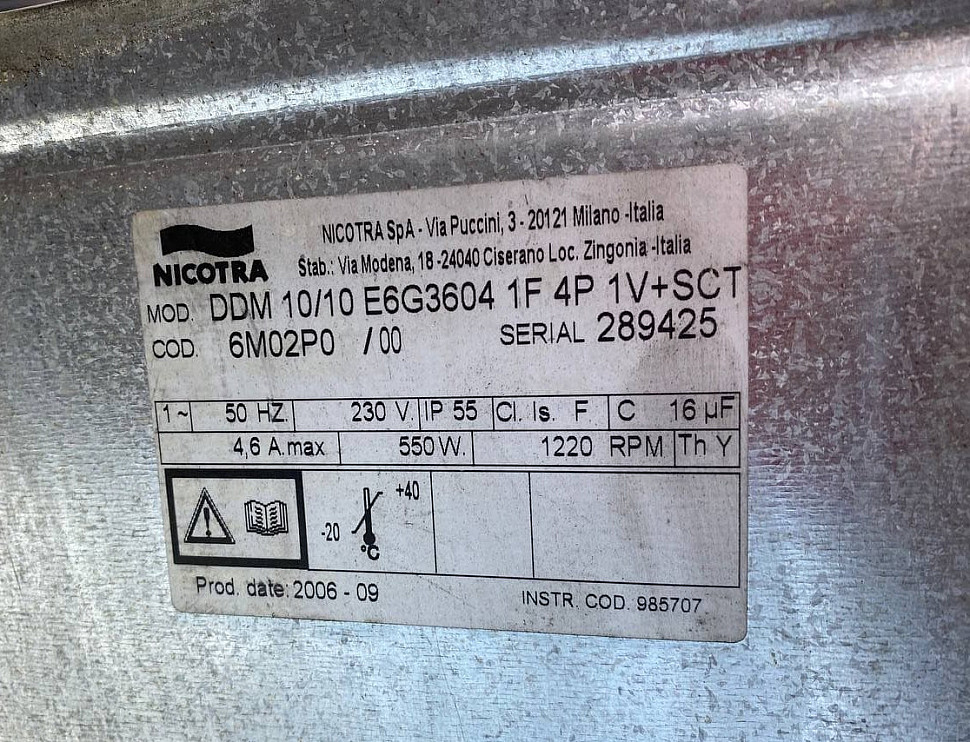 NICOTRA
NICOTRA SpA - Via Puccini, 3 - 20121 Milano -Italia
Stab.: Via Modena, 18 -24040 Ciserano Loc. Zingonia -Italia
MOD. DDM 10/10 E6G3604 1F 4P 1V+SCT
COD. 6M02P0 /00 SERIAL 289425
1~ 50 HZ. 230 V. IP 55 Cl. Is. F C 16 µF
4,6 A.max 550W. 1220 RPM Th Y
-20 +40 °C
Prod. date: 2006 - 09 INSTR. COD. 985707